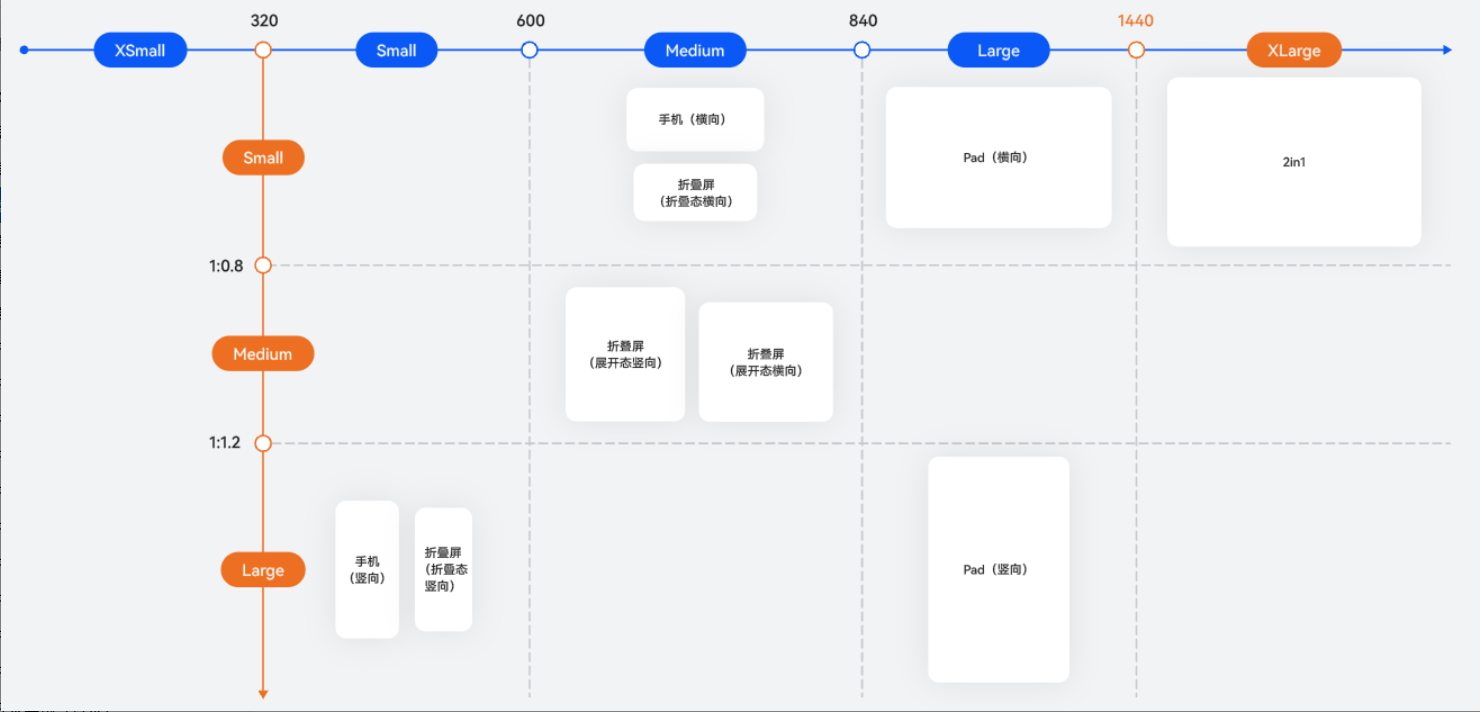 320
600
840
1440
XSmall
Small
Medium
Large
XLarge
手机（横向）
Small
Pad（横向）
2in1
折叠屏
（折叠态横向）
1:0.8
折叠屏
（展开态竖向）
折叠屏
（展开态横向）
Medium
1:1.2
手机
（竖向）
折叠屏
（折叠态
竖向）
Large
Pad（竖向）